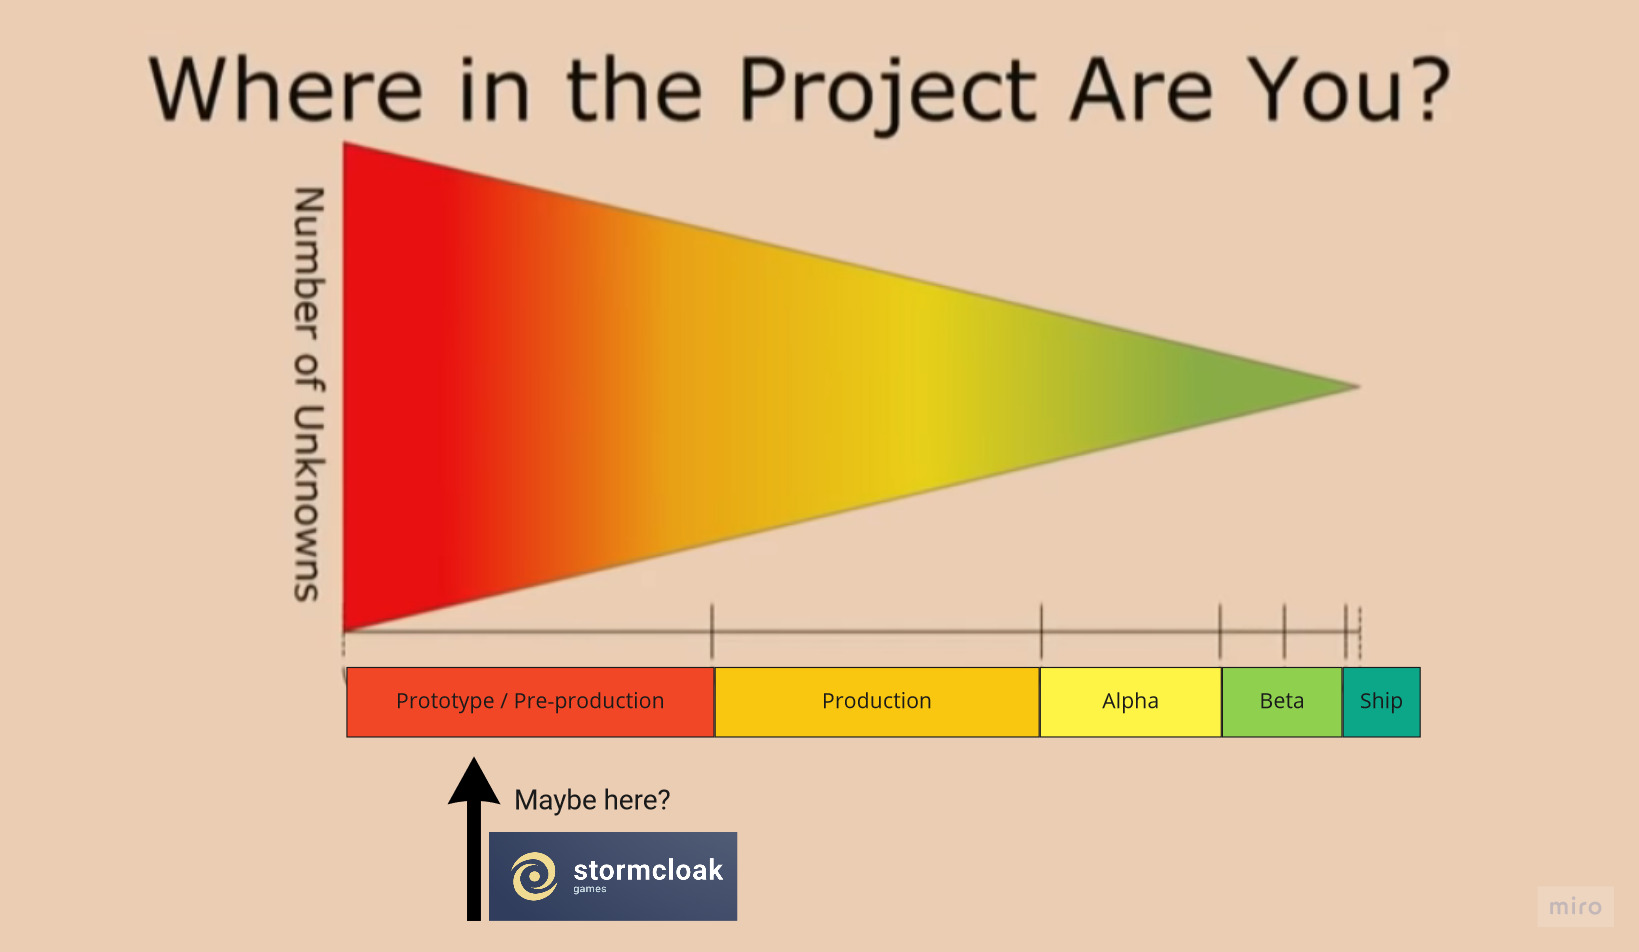 Where in the Project Are You?
Number of Unknowns
Prototype / Pre-production
Production
Alpha
Beta
Ship
Maybe here?
stormcloak
games
miro